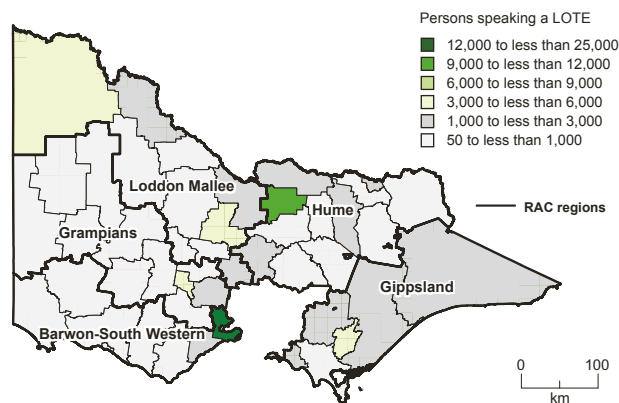 Persons speaking a LOTE
12,000 to less than 25,000
9,000 to less than 12,000
6,000 to less than 9,000
3,000 to less than 6,000
1,000 to less than 3,000
50 to less than 1,000
RAC regions
Loddon Mallee
Hume
Grampians
Gippsland
Barwon-South Western
0 100
km